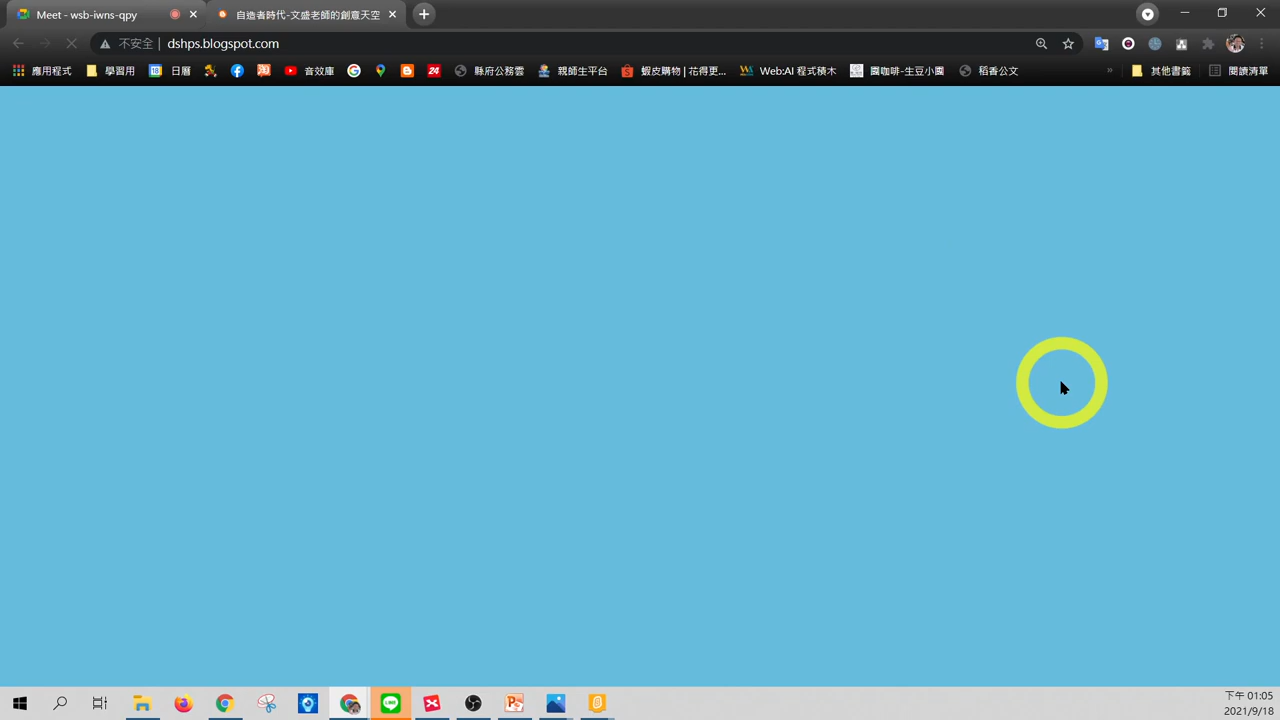 Meet - wsb-iwns-qpy
自造者時代-文盛老師的創意天空
不安全 | dshps.blogspot.com
應用程式 學習用 18 日曆 音效庫 24 縣府公務雲 親師生平台 蝦皮購物 | 花得更... Web:AI 程式積木 園咖啡-生豆小園 稻香公文 » 其他書籤 閱讀清單
LINE
下午 01:05
2021/9/18